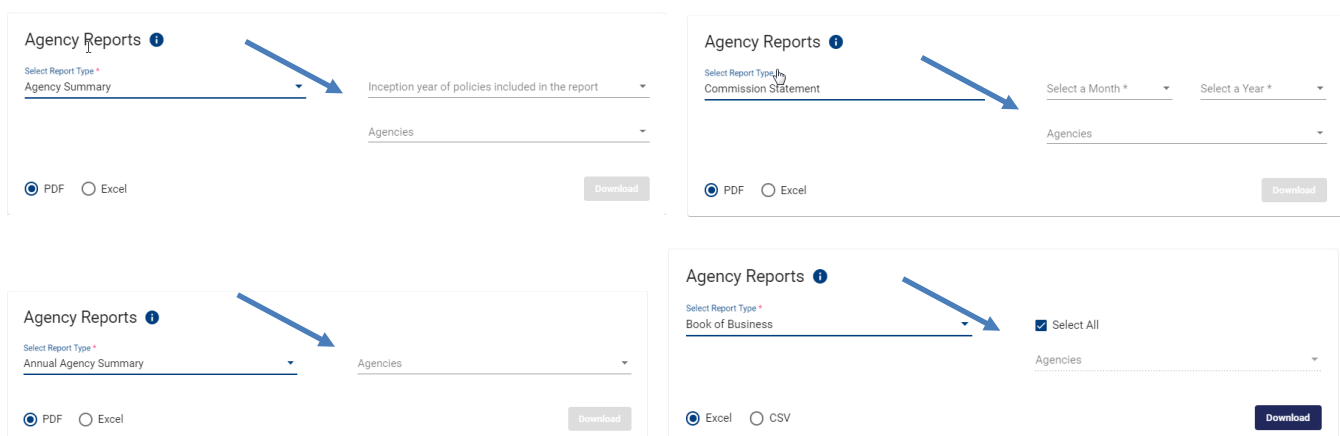 Agency Reports
Select Report Type *
Agency Summary
Inception year of policies included in the report
Agencies
PDF Excel
Download
Agency Reports
Select Report Type
Commission Statement
Select a Month * Select a Year *
Agencies
PDF Excel
Download
Agency Reports
Select Report Type *
Annual Agency Summary
Agencies
PDF Excel
Download
Agency Reports
Select Report Type *
Book of Business
Select All
Agencies
Excel CSV
Download